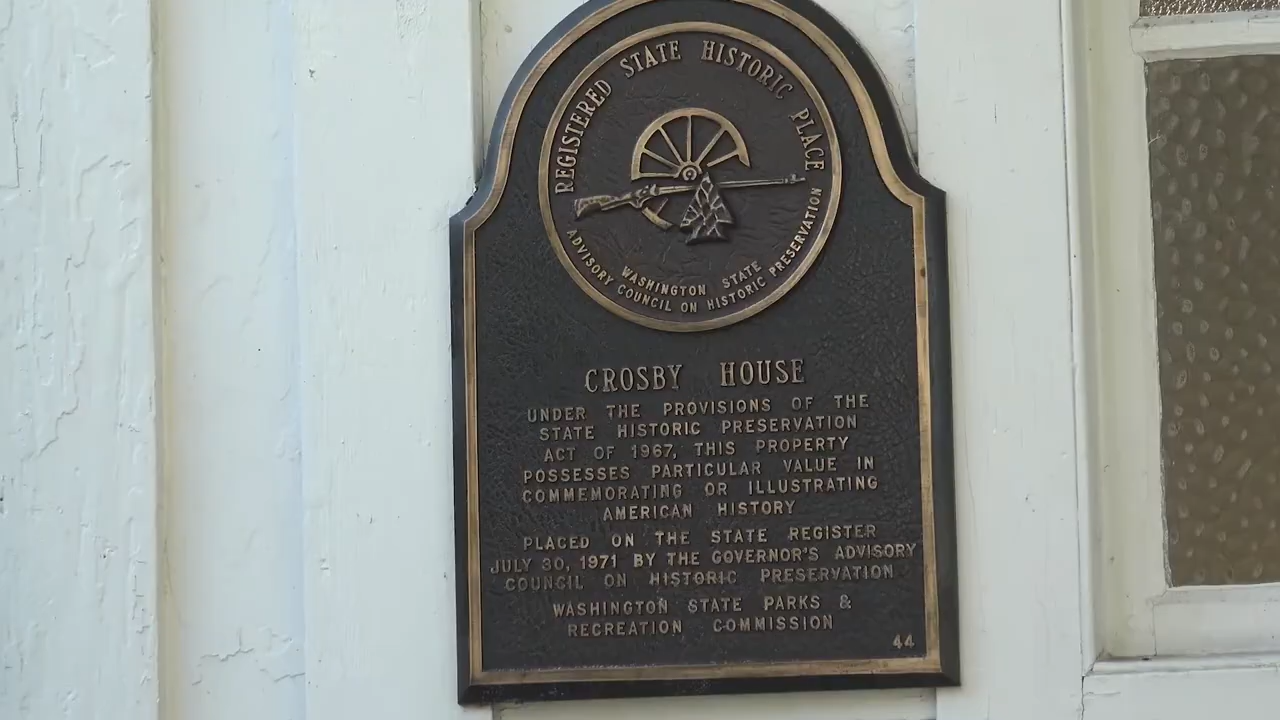 REGISTERED STATE HISTORIC PLACE
WASHINGTON STATE
ADVISORY COUNCIL ON HISTORIC PRESERVATION
CROSBY HOUSE
UNDER THE PROVISIONS OF THE
STATE HISTORIC PRESERVATION
ACT OF 1967, THIS PROPERTY
POSSESSES PARTICULAR VALUE IN
COMMEMORATING OR ILLUSTRATING
AMERICAN HISTORY
PLACED ON THE STATE REGISTER
JULY 30, 1971 BY THE GOVERNOR'S ADVISORY
COUNCIL ON HISTORIC PRESERVATION
WASHINGTON STATE PARKS &
RECREATION COMMISSION
44